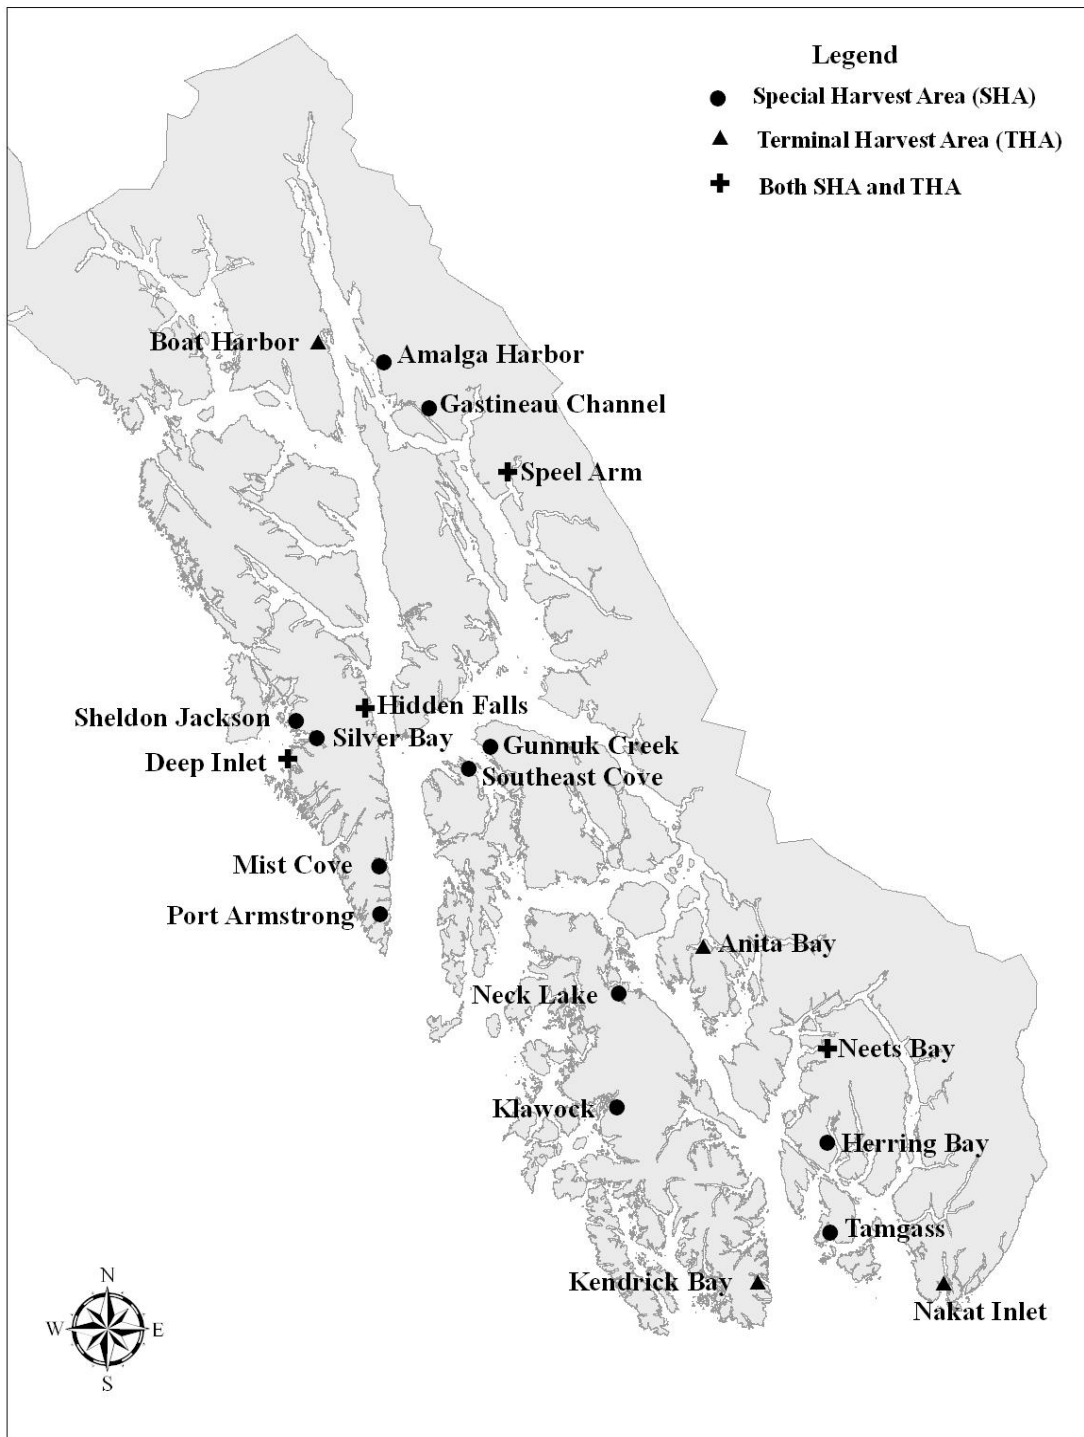 Legend
Special Harvest Area (SHA)
Terminal Harvest Area (THA)
Both SHA and THA
Boat Harbor
Amalga Harbor
Gastineau Channel
Speel Arm
Hidden Falls
Sheldon Jackson
Silver Bay
Gunnuk Creek
Deep Inlet
Southeast Cove
Mist Cove
Port Armstrong
Anita Bay
Neck Lake
Neets Bay
Klawock
Herring Bay
Tamgass
Kendrick Bay
Nakat Inlet
N
W
E
S